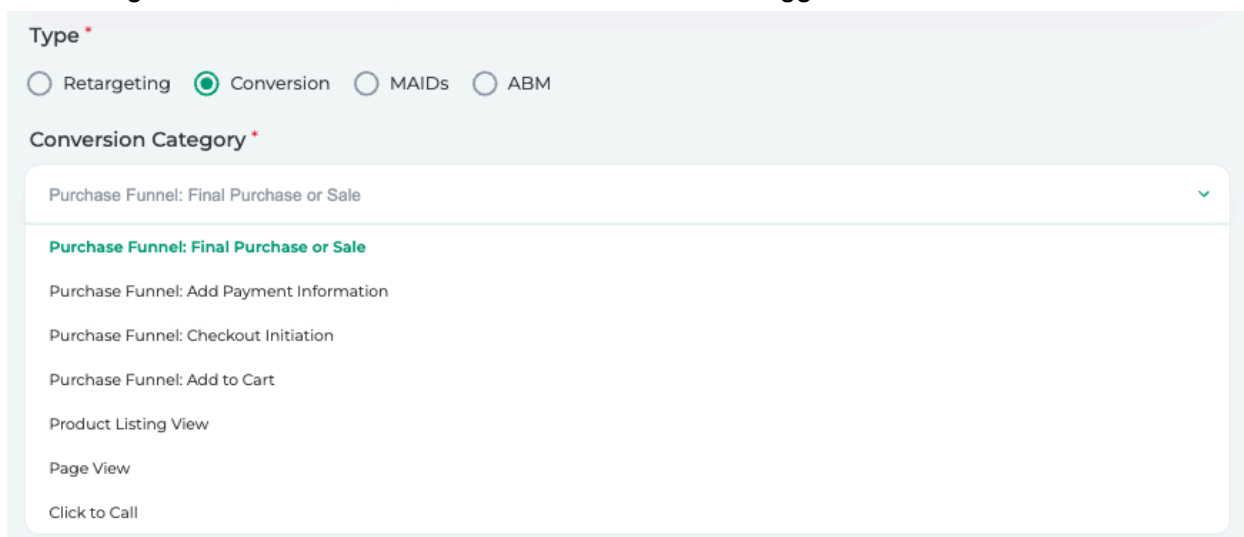 Type *
Retargeting Conversion MAIDs ABM
Conversion Category *
Purchase Funnel: Final Purchase or Sale
Purchase Funnel: Final Purchase or Sale
Purchase Funnel: Add Payment Information
Purchase Funnel: Checkout Initiation
Purchase Funnel: Add to Cart
Product Listing View
Page View
Click to Call